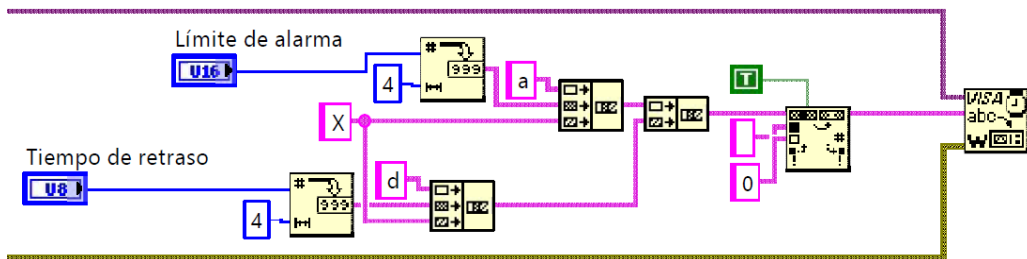 Límite de alarma
U16
4
# 999
a
X
T
VISA
abc
W
#
0
Tiempo de retraso
U8
4
# 999
d